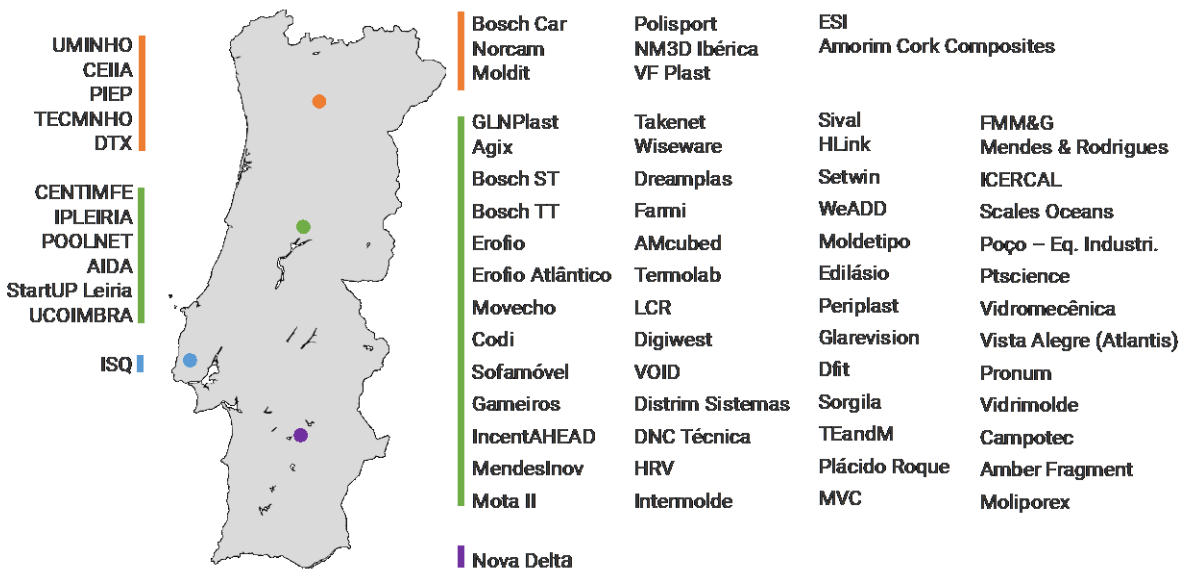 UMINHO
CEIIA
PIEP
TECMNHO
DTX
CENTIMFE
IPLEIRIA
POOLNET
AIDA
StartUP Leiria
UCOIMBRA
ISQ
Bosch Car Polisport ESI
Norcam NM3D Ibérica Amorim Cork Composites
Moldit VF Plast
GLNPlast Takenet Sival FMM&G
Agix Wiseware HLink Mendes & Rodrigues
Bosch ST Dreamplas Setwin ICERCAL
Bosch TT Farmi WeADD Scales Oceans
Erofio AMcubed Moldetipo Poço – Eq. Industri.
Erofio Atlântico Termolab Edilásio Ptscience
Movecho LCR Periplast Vidromecênica
Codi Digiwest Glarevision Vista Alegre (Atlantis)
Sofamóvel VOID Dfit Pronum
Gameiros Distrim Sistemas Sorgila Vidrimolde
IncentAHEAD DNC Técnica TEandM Campotec
MendesInov HRV Plácido Roque Amber Fragment
Mota II Intermolde MVC Moliporex
Nova Delta